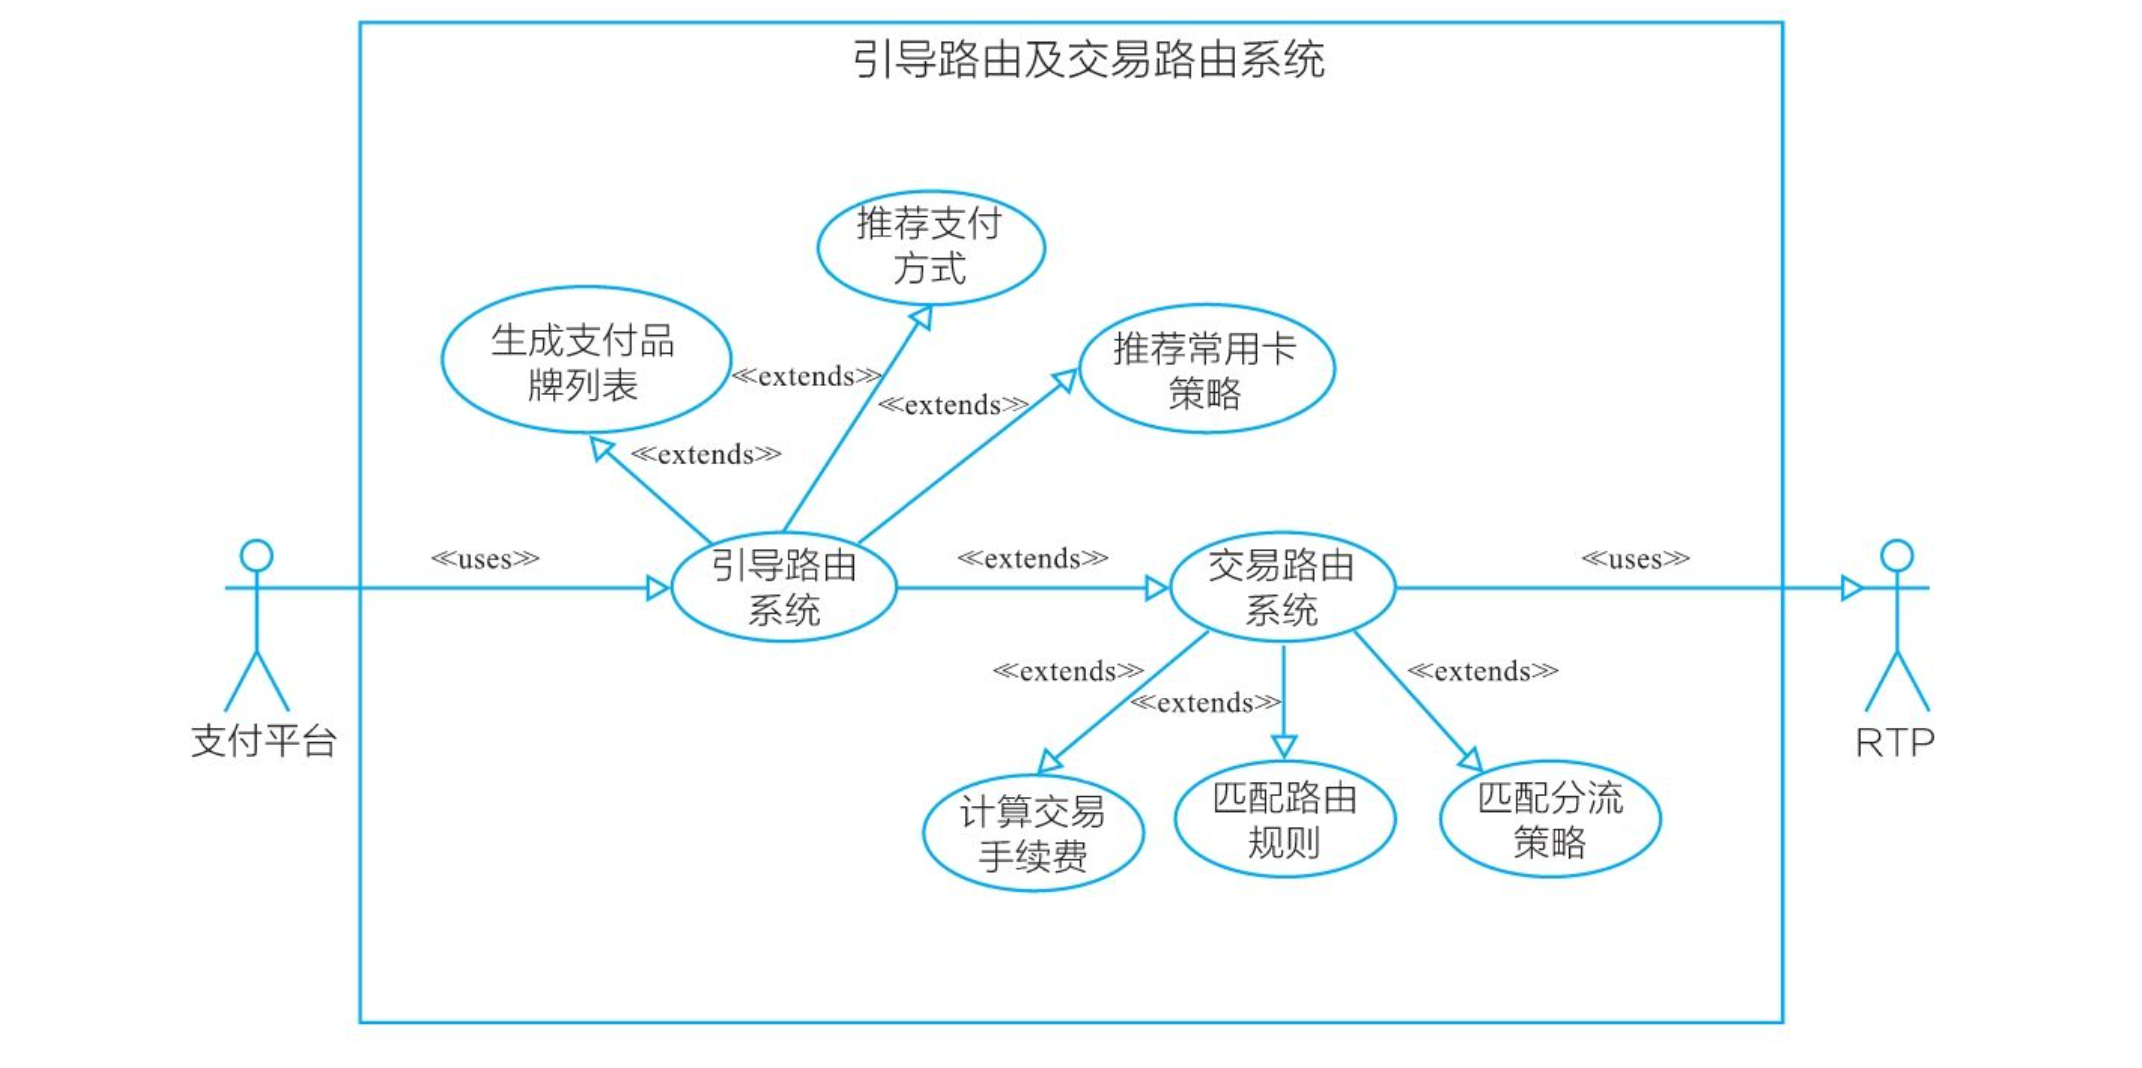 引导路由及交易路由系统
推荐支付
方式
生成支付品
牌列表
推荐常用卡
策略
≪extends≫
≪extends≫
≪extends≫
≪uses≫
引导路由
系统
≪extends≫
交易路由
系统
≪uses≫
支付平台
RTP
≪extends≫
≪extends≫
≪extends≫
计算交易
手续费
匹配路由
规则
匹配分流
策略